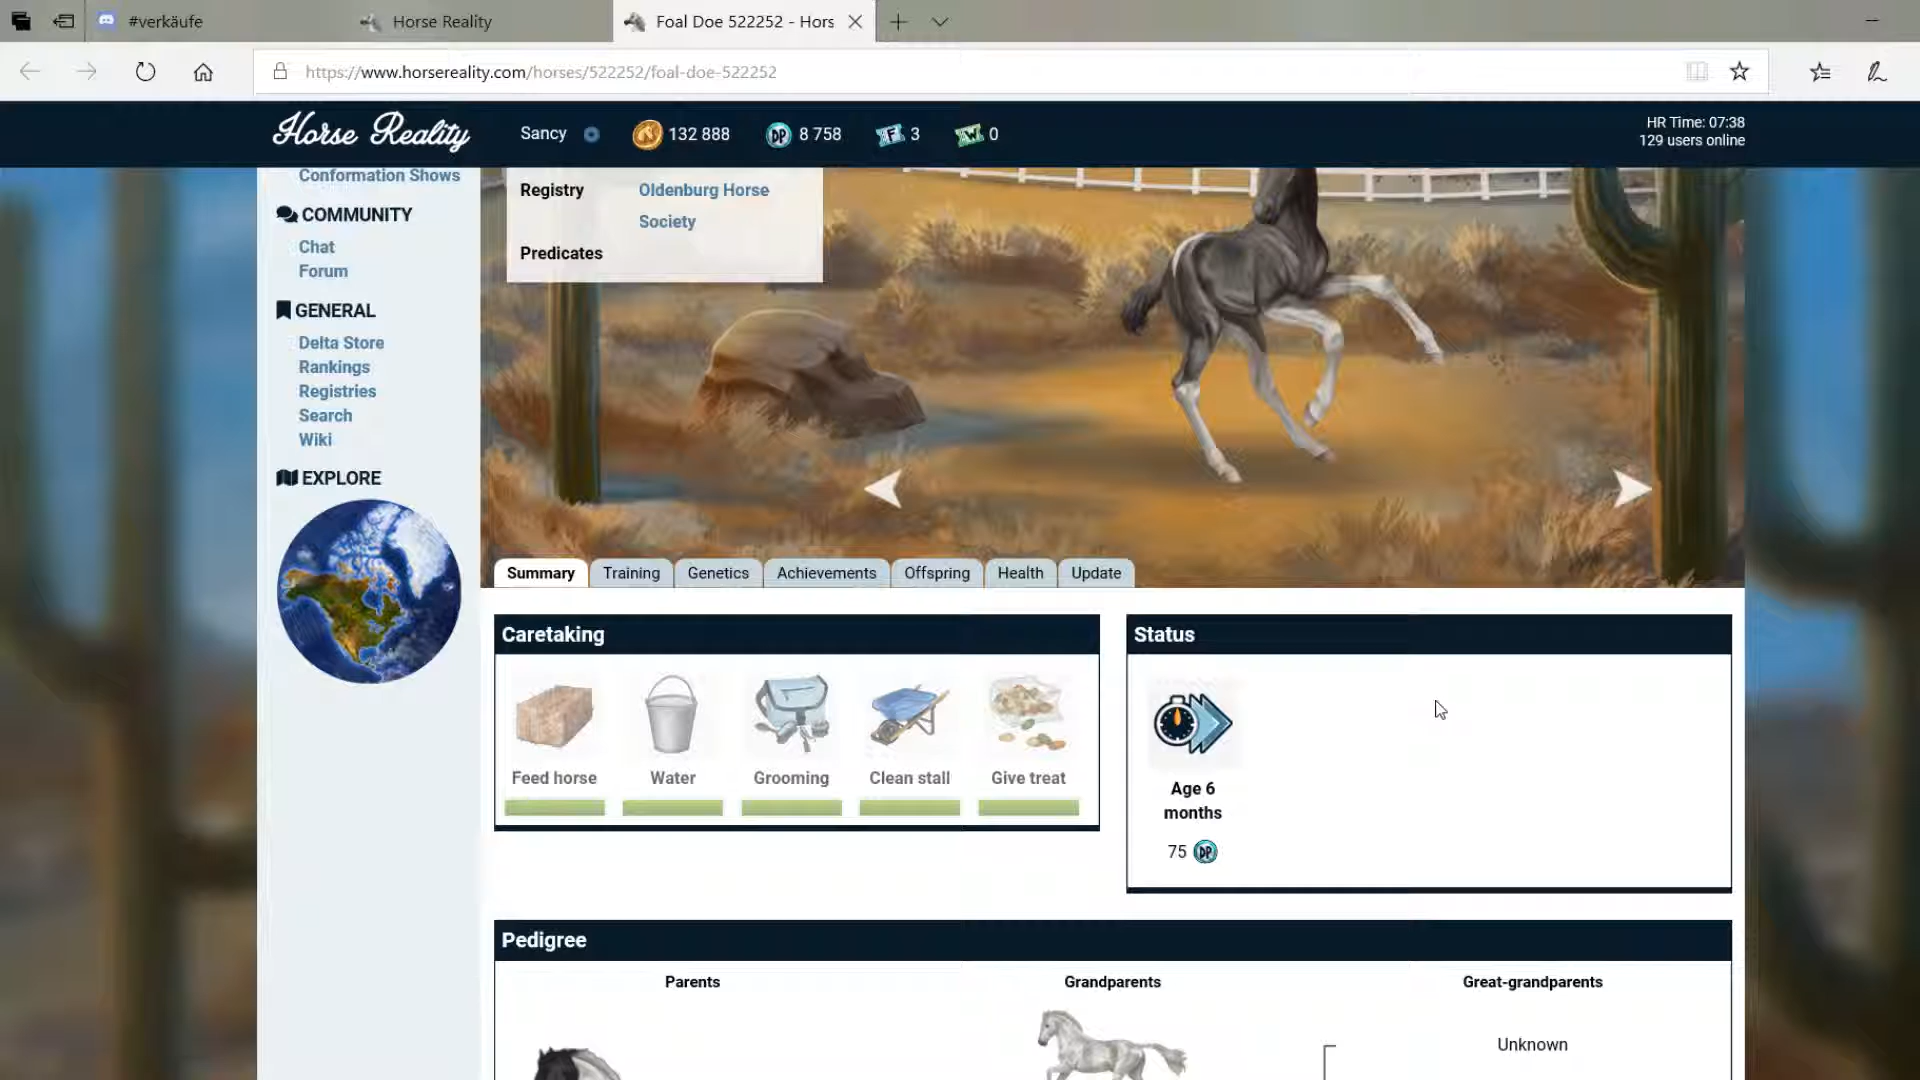 #verkäufe
Horse Reality
Foal Doe 522252 - Hors
https://www.horsereality.com/horses/522252/foal-doe-522252
Horse Reality
Sancy
132 888
DP
8 758
F
3
W
0
HR Time: 07:38
129 users online
Conformation Shows
COMMUNITY
Chat
Forum
GENERAL
Delta Store
Rankings
Registries
Search
Wiki
EXPLORE
Registry
Oldenburg Horse
Society
Predicates
Summary
Training
Genetics
Achievements
Offspring
Health
Update
Caretaking
Feed horse
Water
Grooming
Clean stall
Give treat
Status
Age 6
months
75 DP
Pedigree
Parents
Grandparents
Great-grandparents
Unknown